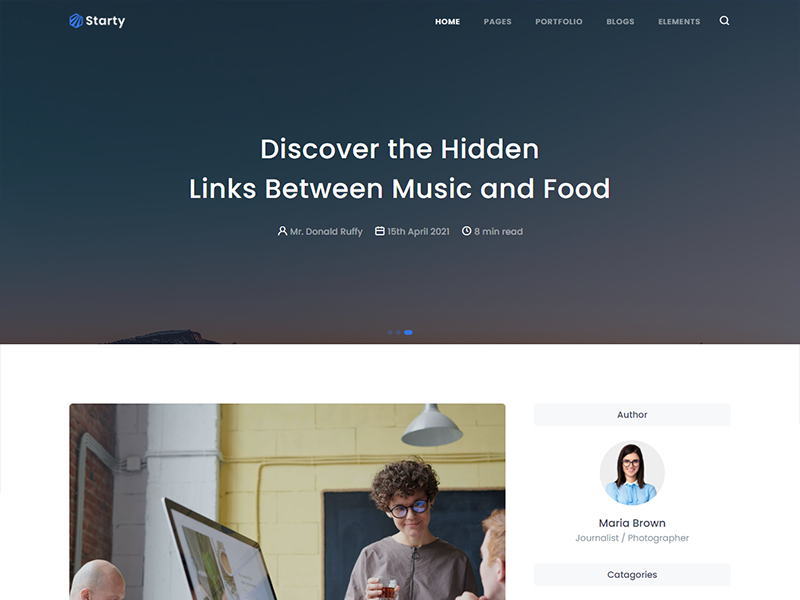 Starty
HOME PAGES PORTFOLIO BLOGS ELEMENTS
Discover the Hidden
Links Between Music and Food
Mr. Donald Ruffy 15th April 2021 8 min read
Author
Maria Brown
Journalist / Photographer
Catagories